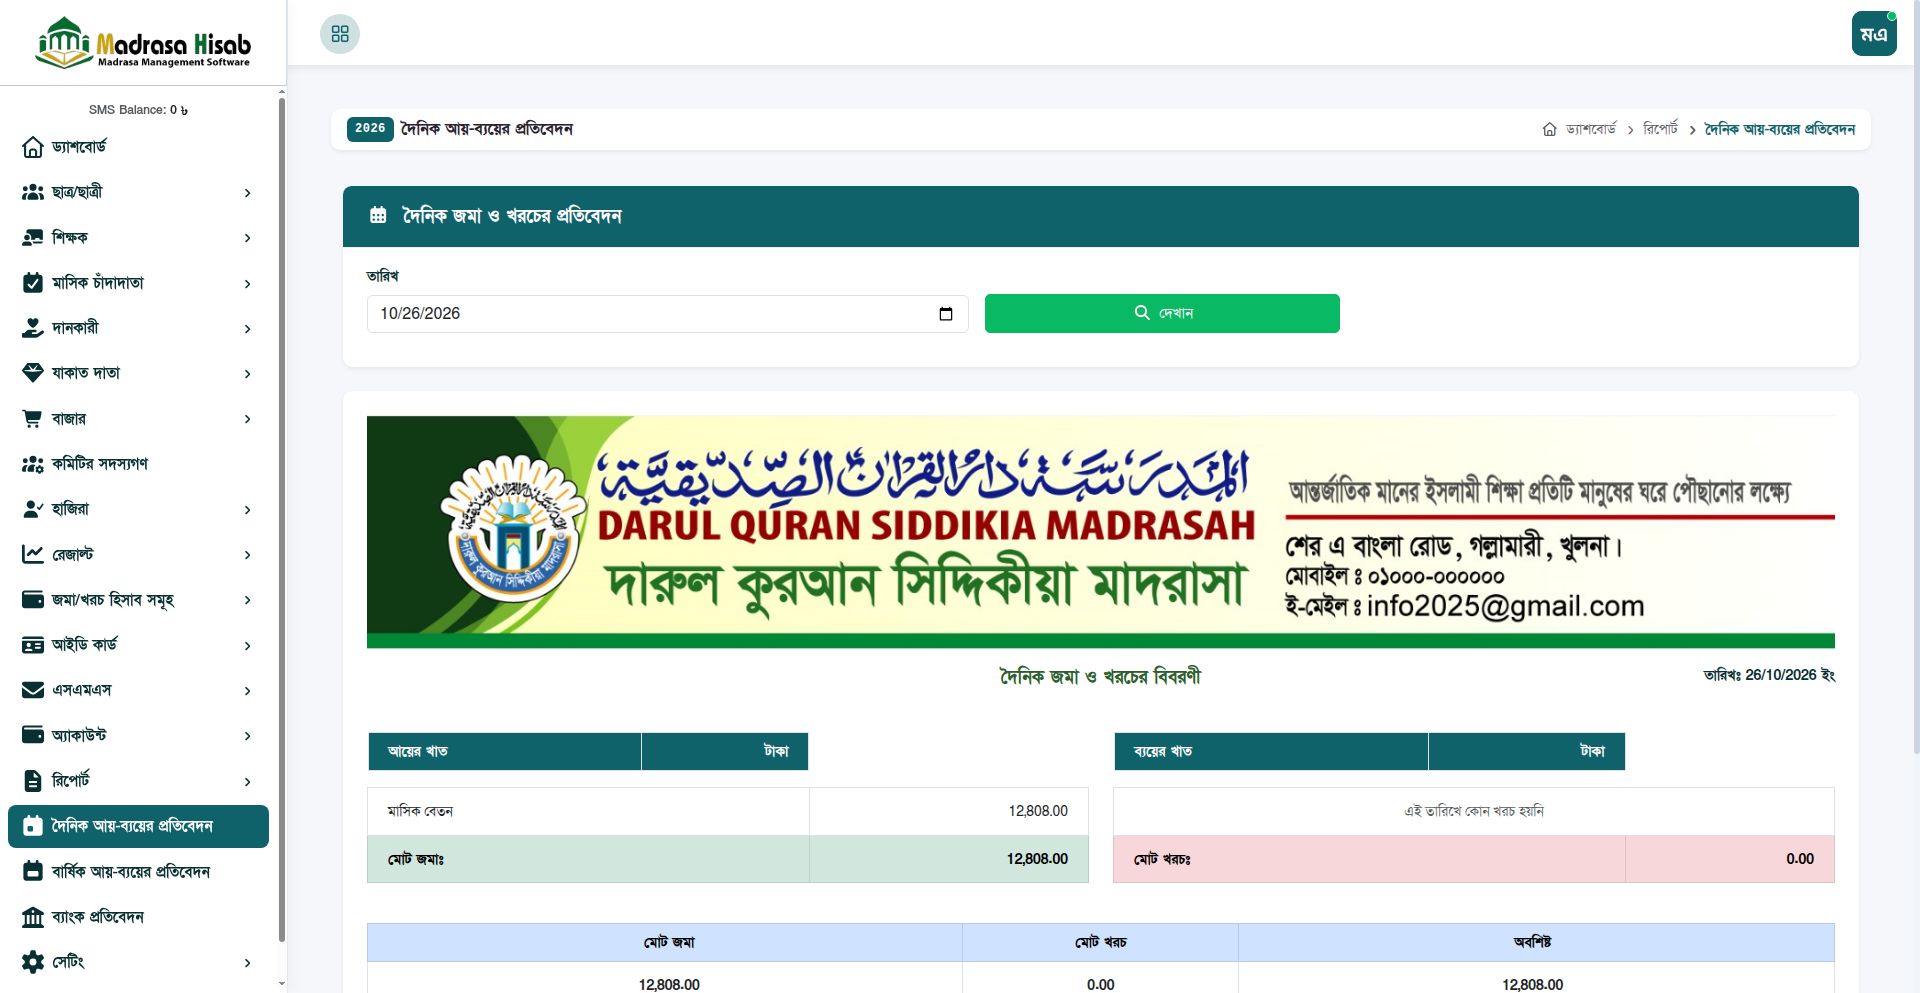 Madrasa Hisab
Madrasa Management Software
SMS Balance: 0 ৳
ড্যাশবোর্ড
ছাত্র/ছাত্রী
শিক্ষক
মাসিক চাঁদাদাতা
দানকারী
যাকাত দাতা
বাজার
কমিটির সদস্যগণ
হাজিরা
রেজাল্ট
জমা/খরচ হিসাব সমূহ
আইডি কার্ড
এসএমএস
অ্যাকাউন্ট
রিপোর্ট
দৈনিক আয়-ব্যয়ের প্রতিবেদন
বার্ষিক আয়-ব্যয়ের প্রতিবেদন
ব্যাংক প্রতিবেদন
সেটিং
মএ
2026 দৈনিক আয়-ব্যয়ের প্রতিবেদন
ড্যাশবোর্ড > রিপোর্ট > দৈনিক আয়-ব্যয়ের প্রতিবেদন
দৈনিক জমা ও খরচের প্রতিবেদন
তারিখ
10/26/2026
দেখান
المدرسة دار القرآن الصديقية
DARUL QURAN SIDDIKIA MADRASAH
দারুল কুরআন সিদ্দিকীয়া মাদরাসা
দারুল কুরআন সিদ্দিকীয়া মাদরাসা
আন্তর্জাতিক মানের ইসলামী শিক্ষা প্রতিটি মানুষের ঘরে পৌছানোর লক্ষ্যে
শের এ বাংলা রোড, গল্লামারী, খুলনা।
মোবাইল ঃ ০১০০০-০০০০০০
ই-মেইল ঃ info2025@gmail.com
দৈনিক জমা ও খরচের বিবরণী
তারিখঃ 26/10/2026 ইং
আয়ের খাত টাকা
মাসিক বেতন 12,808.00
মোট জমাঃ 12,808.00
ব্যয়ের খাত টাকা
এই তারিখে কোন খরচ হয়নি
মোট খরচঃ 0.00
মোট জমা মোট খরচ অবশিষ্ট
12,808.00 0.00 12,808.00